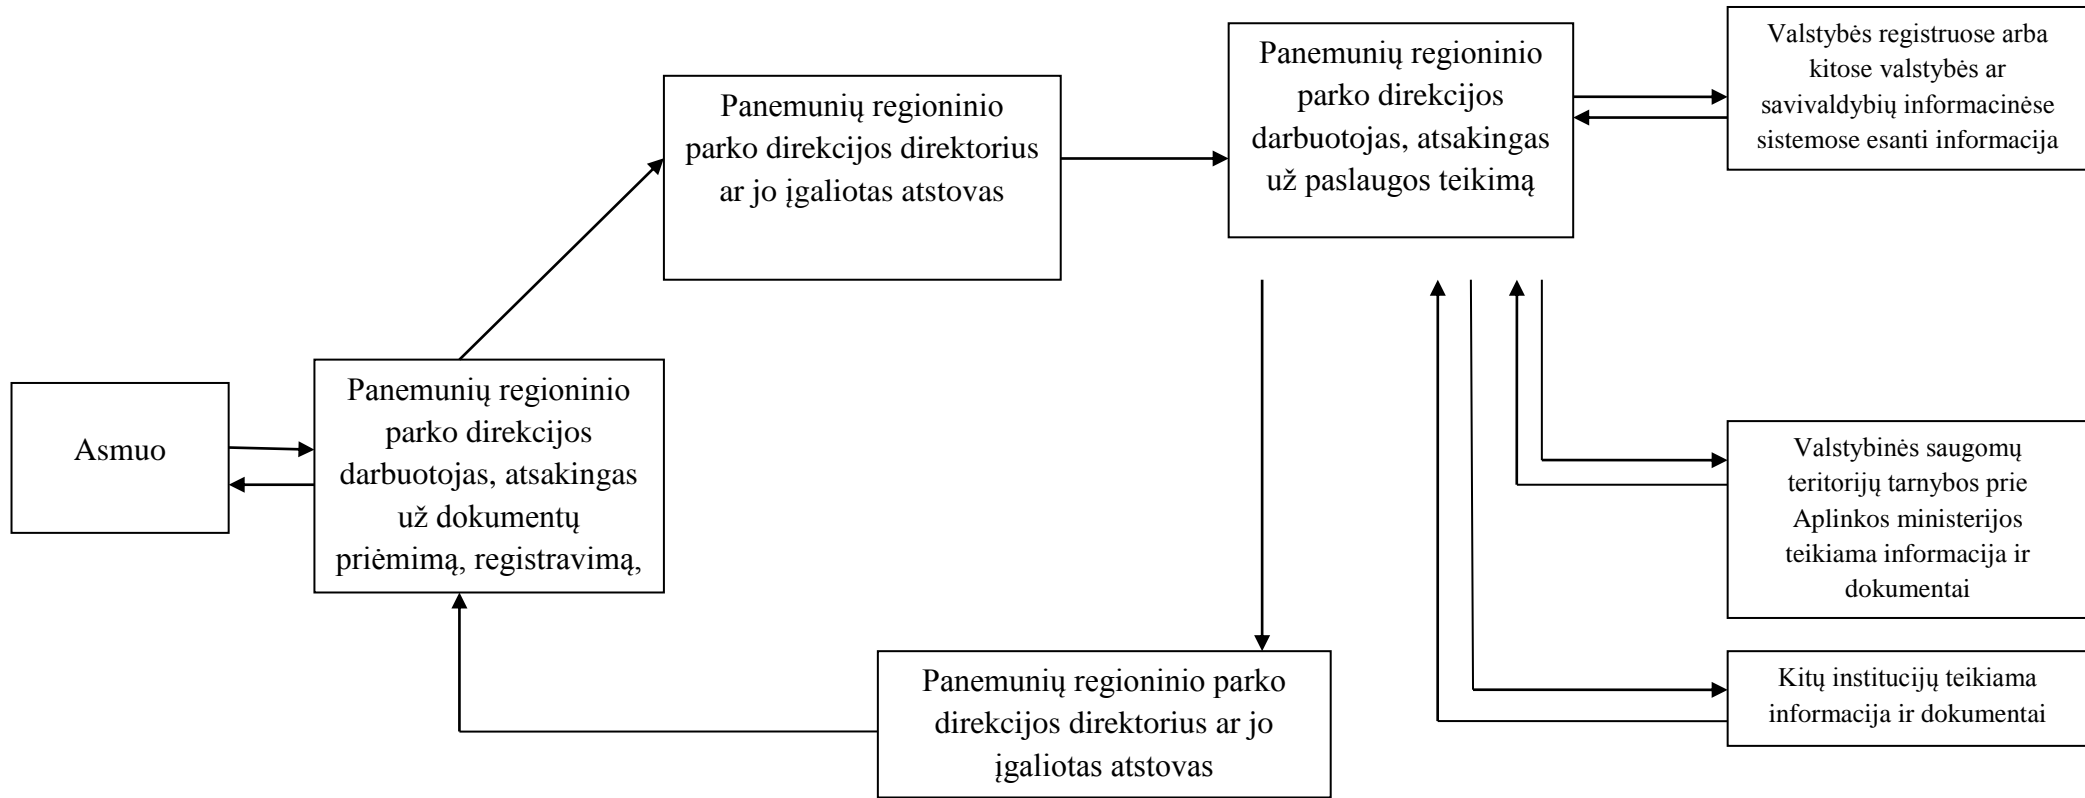 Asmuo
Panemunių regioninio
parko direkcijos
darbuotojas, atsakingas
už dokumentų
priėmimą, registravimą,
Panemunių regioninio
parko direkcijos direktorius
ar jo įgaliotas atstovas
Panemunių regioninio
parko direkcijos
darbuotojas, atsakingas
už paslaugos teikimą
Valstybės registruose arba
kitose valstybės ar
savivaldybių informacinėse
sistemose esanti informacija
Valstybinės saugomų
teritorijų tarnybos prie
Aplinkos ministerijos
teikiama informacija ir
dokumentai
Kitų institucijų teikiama
informacija ir dokumentai
Panemunių regioninio parko
direkcijos direktorius ar jo
įgaliotas atstovas